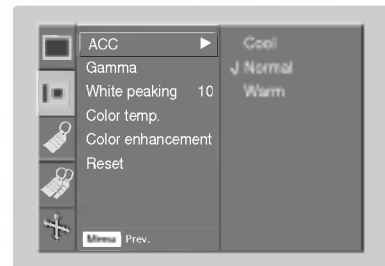 ACC ▶
Gamma
White peaking 10
Color temp.
Color enhancement
Reset
Cool
Normal
Warm
Menu Prev.